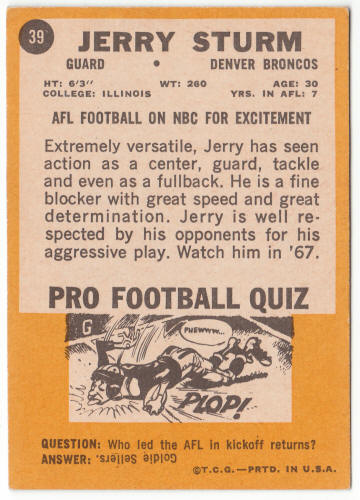 39
JERRY STURM
GUARD • DENVER BRONCOS
HT: 6'3" WT: 260 AGE: 30
COLLEGE: ILLINOIS YRS. IN AFL: 7
AFL FOOTBALL ON NBC FOR EXCITEMENT
Extremely versatile, Jerry has seen
action as a center, guard, tackle
and even as a fullback. He is a fine
blocker with great speed and great
determination. Jerry is well re-
spected by his opponents for his
aggressive play. Watch him in '67.
PRO FOOTBALL QUIZ
G
PHEWWW...
PLOP!
QUESTION: Who led the AFL in kickoff returns?
ANSWER: Goldie Sellers.
©T.C.G.—PRTD. IN U.S.A.